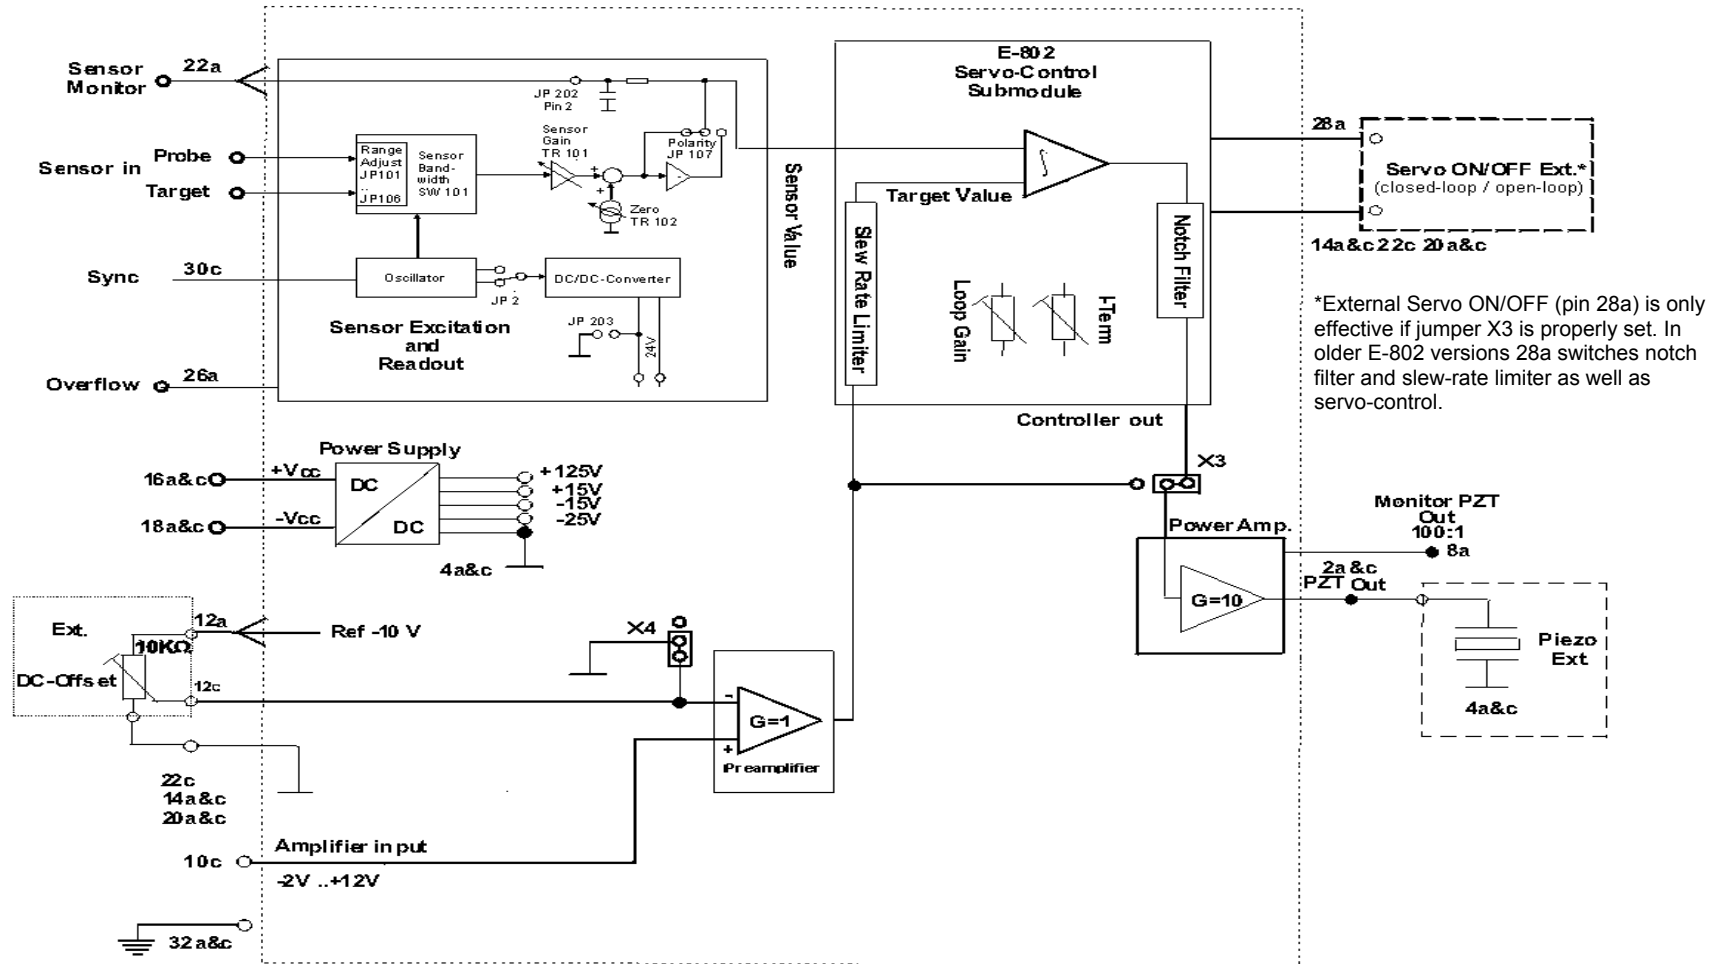 Sensor
Monitor
22a
JP 202
Pin 2
Sensor
Gain
TR 101
Polarity
JP 107
Sensor in
Probe
Target
Range
Adjust
JP101
..
JP106
Sensor
Band-
width
SW 101
Zero
TR 102
Sensor Value
Sync
30c
Oscillator
JP 2
DC/DC-Converter
JP 203
24V
Sensor Excitation
and
Readout
Overflow
26a
E-802
Servo-Control
Submodule
Target Value
Slew Rate Limiter
Loop Gain
I-Term
Notch Filter
Controller out
28a
Servo ON/OFF Ext.*
(closed-loop / open-loop)
14a&c 22c 20a&c
*External Servo ON/OFF (pin 28a) is only
effective if jumper X3 is properly set. In
older E-802 versions 28a switches notch
filter and slew-rate limiter as well as
servo-control.
Power Supply
16a&c
+Vcc
18a&c
-Vcc
DC
DC
+125V
+15V
-15V
-25V
4a&c
X3
Power Amp.
G=10
Monitor PZT
Out
100:1
8a
2a&c
PZT Out
Piezo
Ext.
4a&c
Ext.
DC-Offset
10KΩ
12a
Ref -10 V
12c
X4
G=1
-
+
Preamplifier
22c
14a&c
20a&c
10c
Amplifier input
-2V ..+12V
32a&c